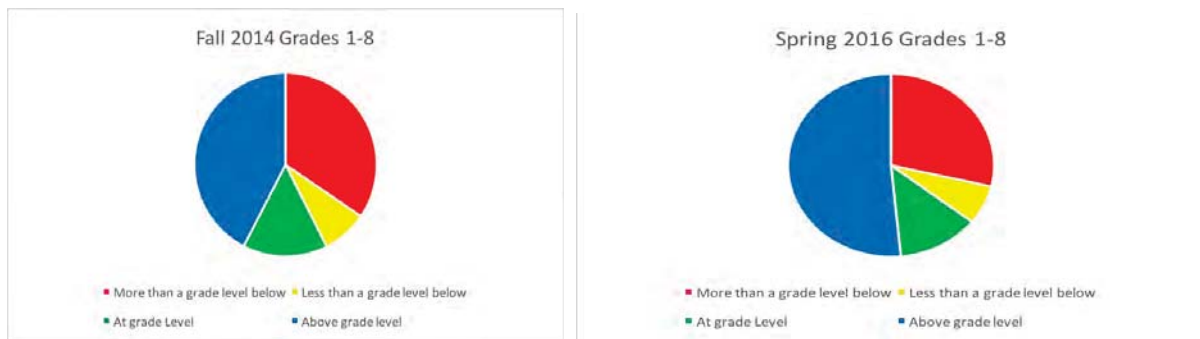 Fall 2014 Grades 1-8
More than a grade level below Less than a grade level below
At grade Level Above grade level
Spring 2016 Grades 1-8
More than a grade level below Less than a grade level below
At grade Level Above grade level